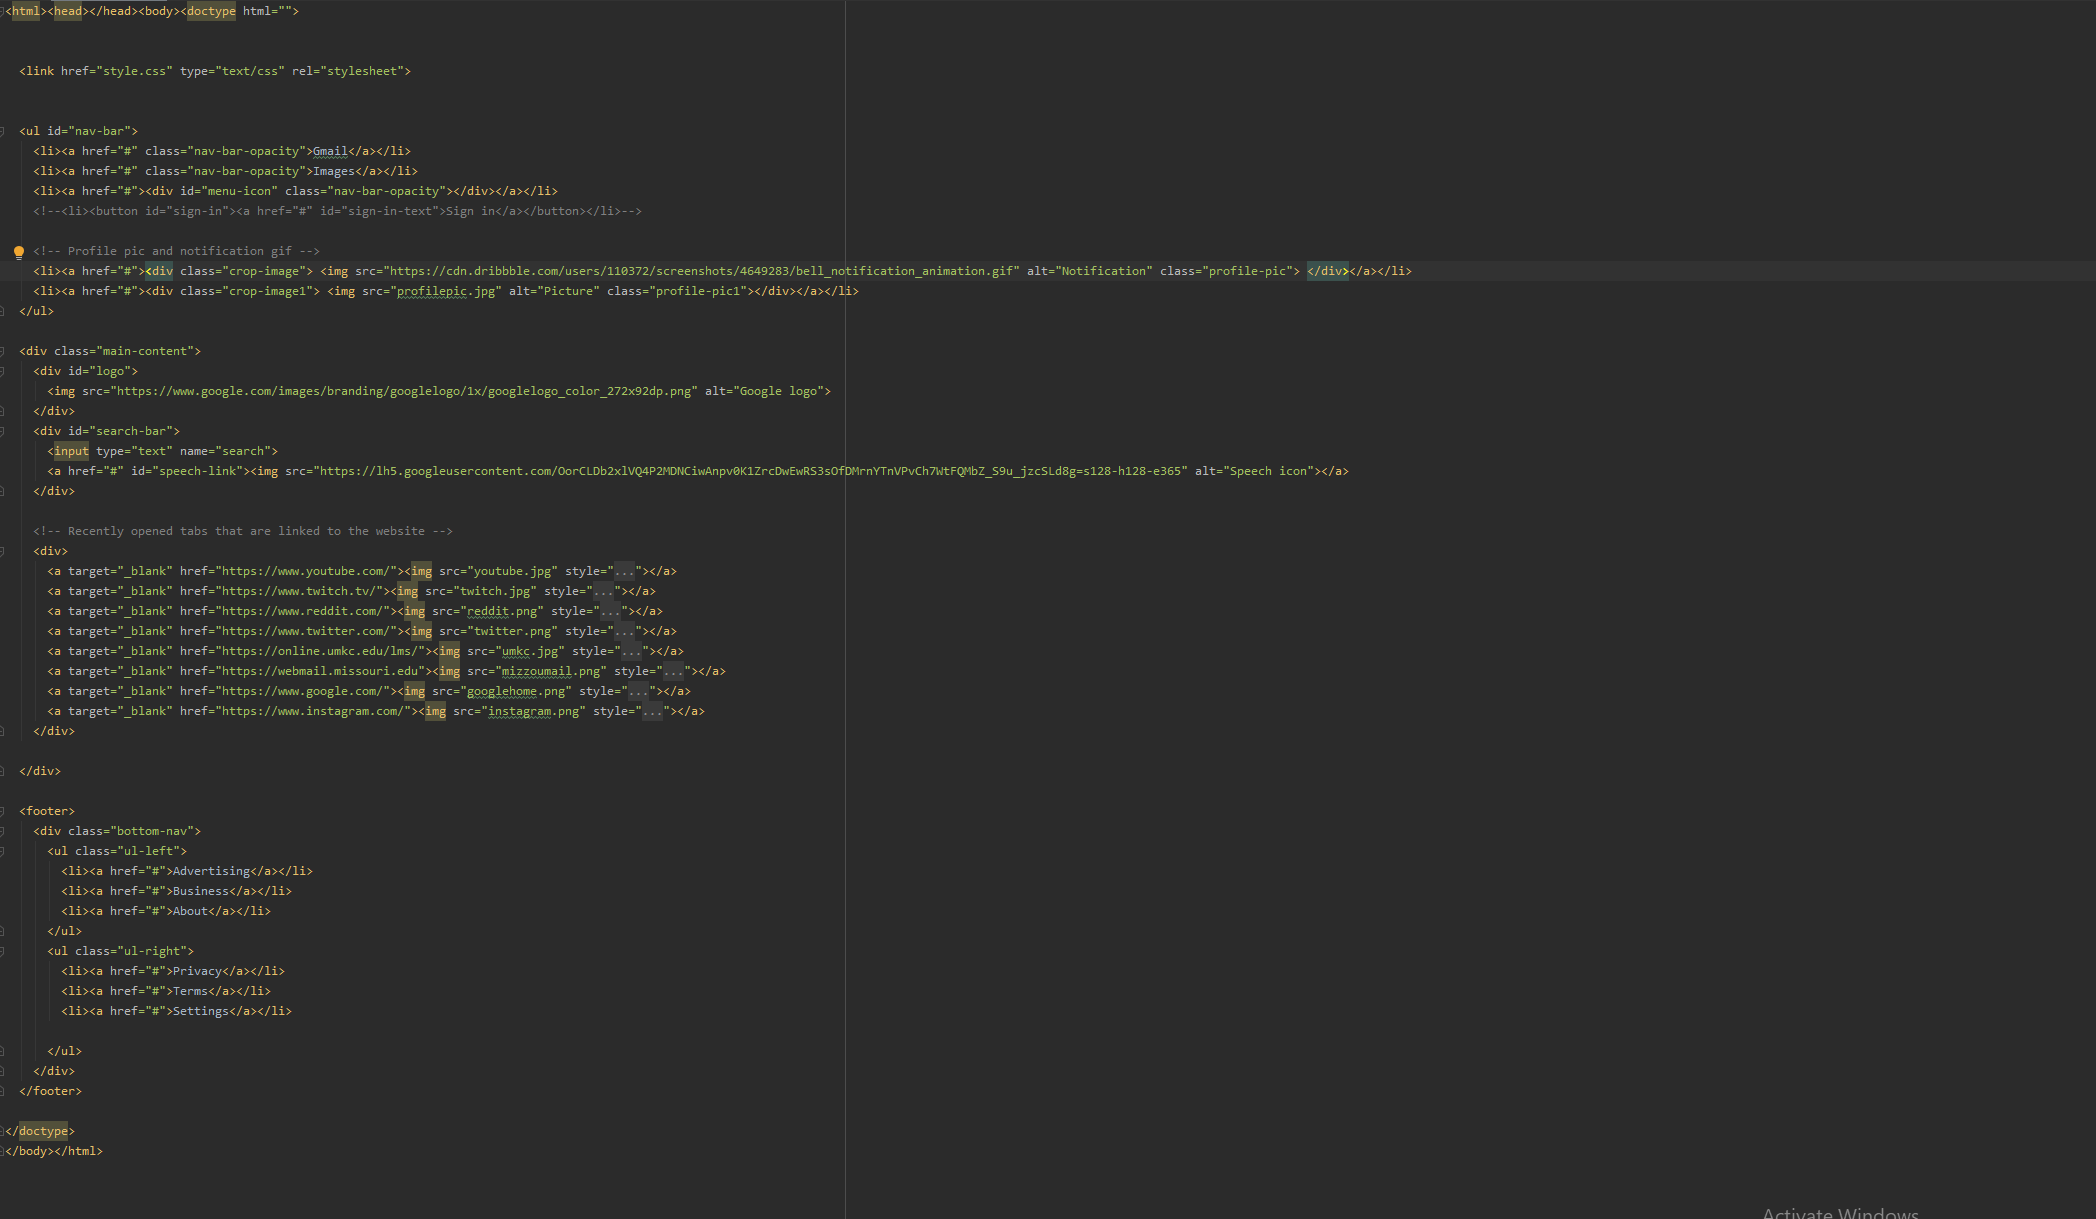 <html><head></head><body><doctype html="">
<link href="style.css" type="text/css" rel="stylesheet">
<ul id="nav-bar">
<li><a href="#" class="nav-bar-opacity">Gmail</a></li>
<li><a href="#" class="nav-bar-opacity">Images</a></li>
<li><a href="#"><div id="menu-icon" class="nav-bar-opacity"></div></a></li>
<!--<li><button id="sign-in"><a href="#" id="sign-in-text">Sign in</a></button></li>-->
<!-- Profile pic and notification gif -->
<li><a href="#"><div class="crop-image"> <img src="https://cdn.dribbble.com/users/110372/screenshots/4649283/bell_notification_animation.gif" alt="Notification" class="profile-pic"> </div></a></li>
<li><a href="#"><div class="crop-image1"> <img src="profilepic.jpg" alt="Picture" class="profile-pic1"></div></a></li>
</ul>
<div class="main-content">
<div id="logo">
<img src="https://www.google.com/images/branding/googlelogo/1x/googlelogo_color_272x92dp.png" alt="Google logo">
</div>
<div id="search-bar">
<input type="text" name="search">
<a href="#" id="speech-link"><img src="https://lh5.googleusercontent.com/OorCLDb2xlVQ4P2MDNCiwAnpv0K1ZrcDwEwRS3sOfDMrnYTnVPvCh7WtFQMbZ_S9u_jzcSLd8g=s128-h128-e365" alt="Speech icon"></a>
</div>
<!-- Recently opened tabs that are linked to the website -->
<div>
<a target="_blank" href="https://www.youtube.com/"><img src="youtube.jpg" style="..."></a>
<a target="_blank" href="https://www.twitch.tv/"><img src="twitch.jpg" style="..."></a>
<a target="_blank" href="https://www.reddit.com/"><img src="reddit.png" style="..."></a>
<a target="_blank" href="https://www.twitter.com/"><img src="twitter.png" style="..."></a>
<a target="_blank" href="https://online.umkc.edu/lms/"><img src="umkc.jpg" style="..."></a>
<a target="_blank" href="https://webmail.missouri.edu"><img src="mizzoumail.png" style="..."></a>
<a target="_blank" href="https://www.google.com/"><img src="googlehome.png" style="..."></a>
<a target="_blank" href="https://www.instagram.com/"><img src="instagram.png" style="..."></a>
</div>
</div>
<footer>
<div class="bottom-nav">
<ul class="ul-left">
<li><a href="#">Advertising</a></li>
<li><a href="#">Business</a></li>
<li><a href="#">About</a></li>
</ul>
<ul class="ul-right">
<li><a href="#">Privacy</a></li>
<li><a href="#">Terms</a></li>
<li><a href="#">Settings</a></li>
</ul>
</div>
</footer>
</doctype>
</body></html>
Activate Windows